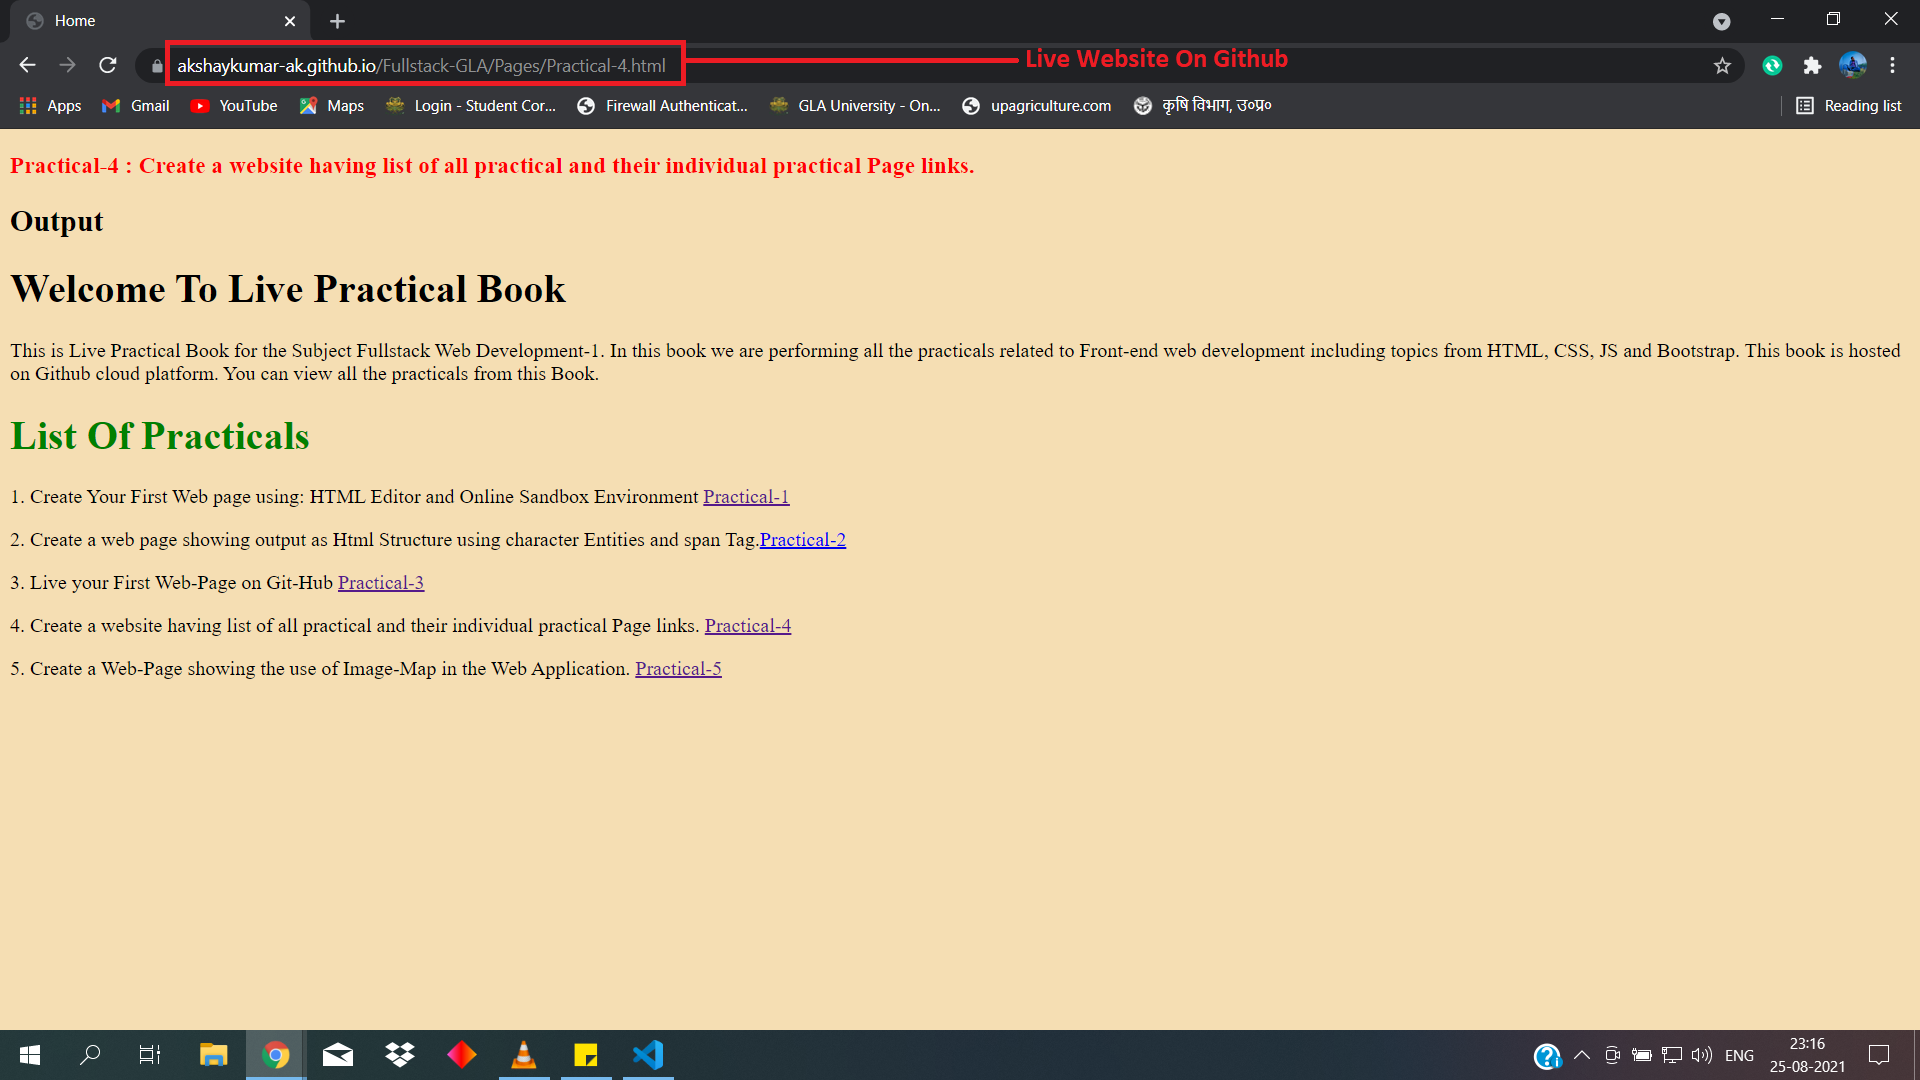 Home
akshaykumar-ak.github.io/Fullstack-GLA/Pages/Practical-4.html
Live Website On Github
Apps
Gmail
YouTube
Maps
Login - Student Cor...
Firewall Authenticat...
GLA University - On...
upagriculture.com
कृषि विभाग, उ०प्र०
Reading list
Practical-4 : Create a website having list of all practical and their individual practical Page links.
Output
Welcome To Live Practical Book
This is Live Practical Book for the Subject Fullstack Web Development-1. In this book we are performing all the practicals related to Front-end web development including topics from HTML, CSS, JS and Bootstrap. This book is hosted
on Github cloud platform. You can view all the practicals from this Book.
List Of Practicals
1. Create Your First Web page using: HTML Editor and Online Sandbox Environment Practical-1
2. Create a web page showing output as Html Structure using character Entities and span Tag.Practical-2
3. Live your First Web-Page on Git-Hub Practical-3
4. Create a website having list of all practical and their individual practical Page links. Practical-4
5. Create a Web-Page showing the use of Image-Map in the Web Application. Practical-5
ENG
23:16
25-08-2021